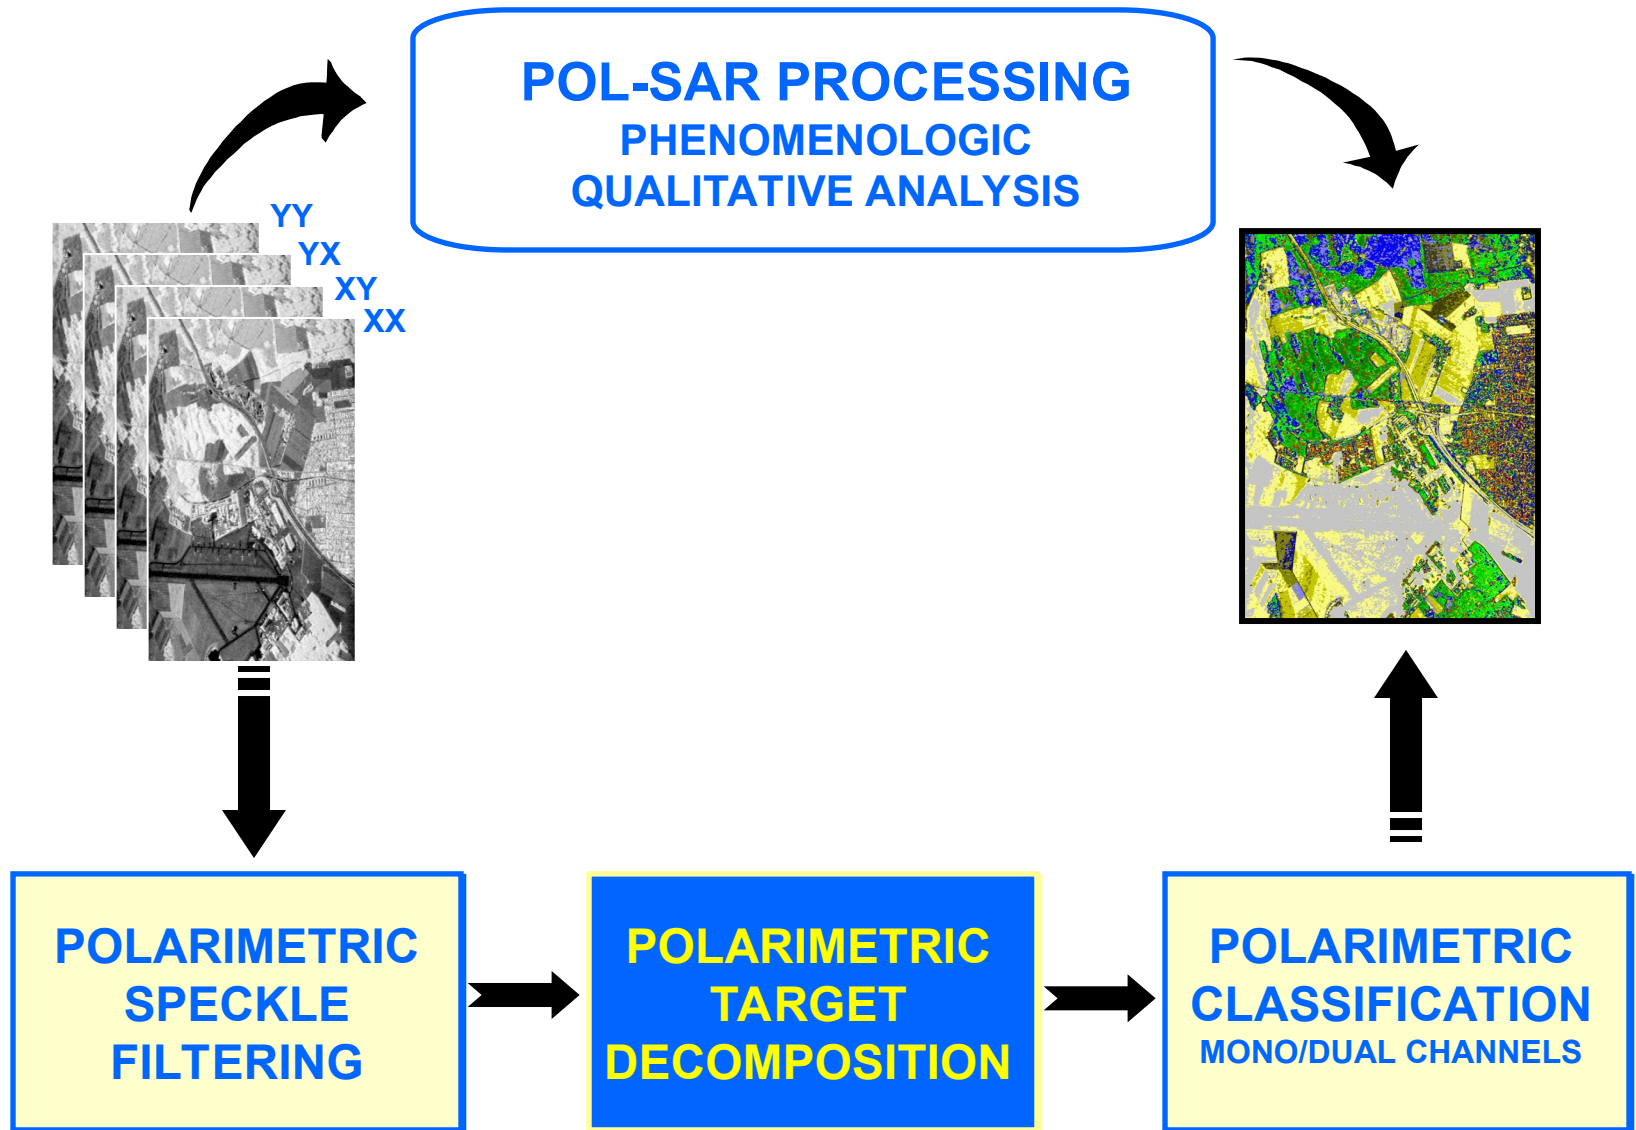 POL-SAR PROCESSING
PHENOMENOLOGIC
QUALITATIVE ANALYSIS
YY
YX
XY
XX
POLARIMETRIC
SPECKLE
FILTERING
POLARIMETRIC
TARGET
DECOMPOSITION
POLARIMETRIC
CLASSIFICATION
MONO/DUAL CHANNELS